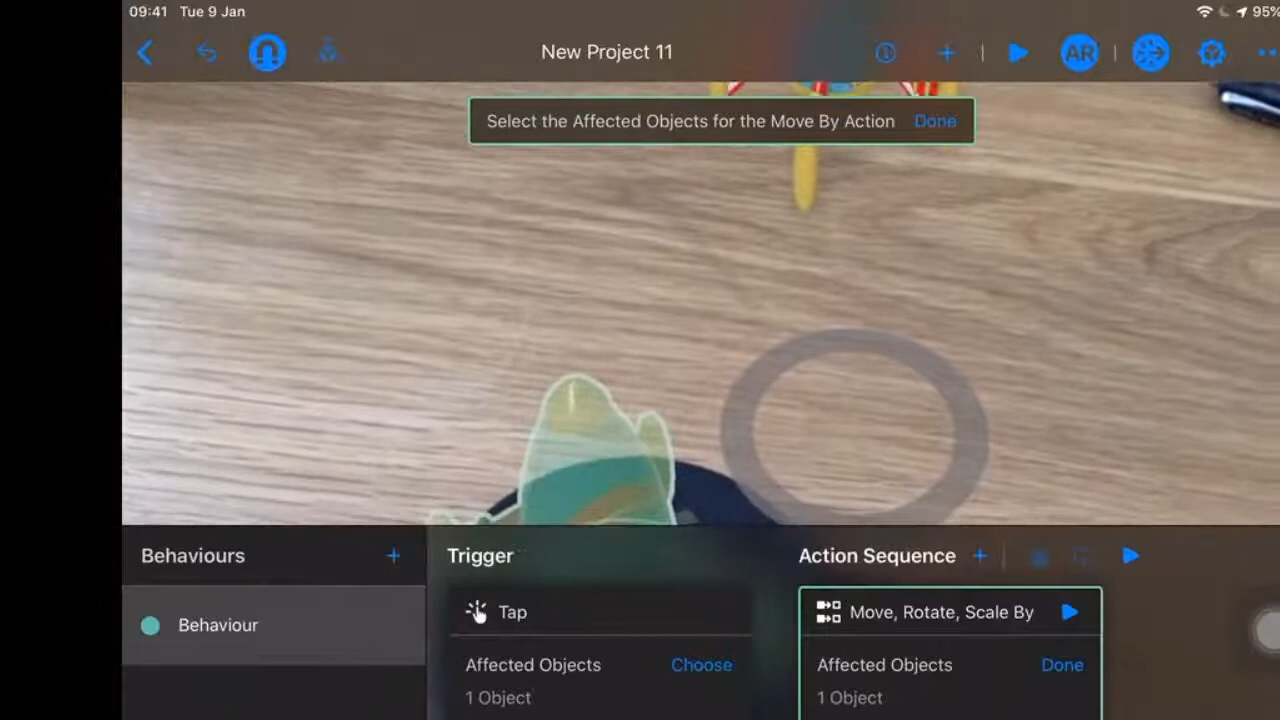 09:41 Tue 9 Jan
95%
New Project 11
AR
Select the Affected Objects for the Move By Action Done
Behaviours
Behaviour
Trigger
Tap
Affected Objects Choose
1 Object
Action Sequence
Move, Rotate, Scale By
Affected Objects Done
1 Object